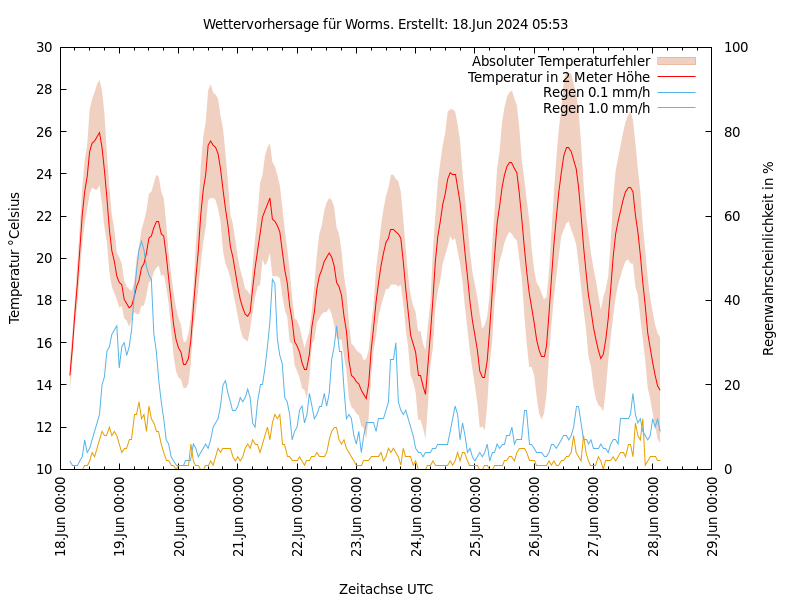 Wettervorhersage für Worms. Erstellt: 18.Jun 2024 05:53
Absoluter Temperaturfehler
Temperatur in 2 Meter Höhe
Regen 0.1 mm/h
Regen 1.0 mm/h
Temperatur °Celsius
30
28
26
24
22
20
18
16
14
12
10
100
80
60
40
20
0
Regenwahrscheinlichkeit in %
18.Jun 00:00
19.Jun 00:00
20.Jun 00:00
21.Jun 00:00
22.Jun 00:00
23.Jun 00:00
24.Jun 00:00
25.Jun 00:00
26.Jun 00:00
27.Jun 00:00
28.Jun 00:00
29.Jun 00:00
Zeitachse UTC